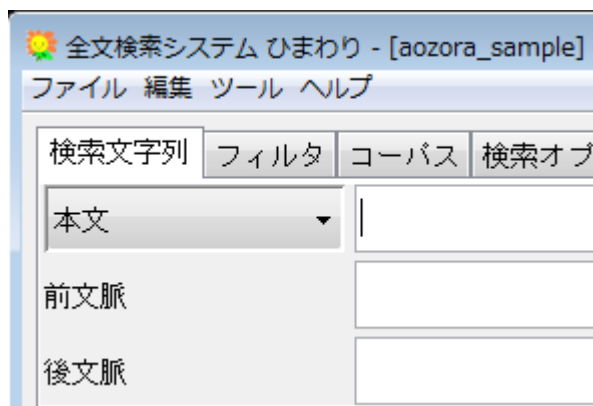 全文検索システム ひまわり - [aozora_sample]
ファイル 編集 ツール ヘルプ
検索文字列 フィルタ コーパス 検索オプ
本文
前文脈
後文脈